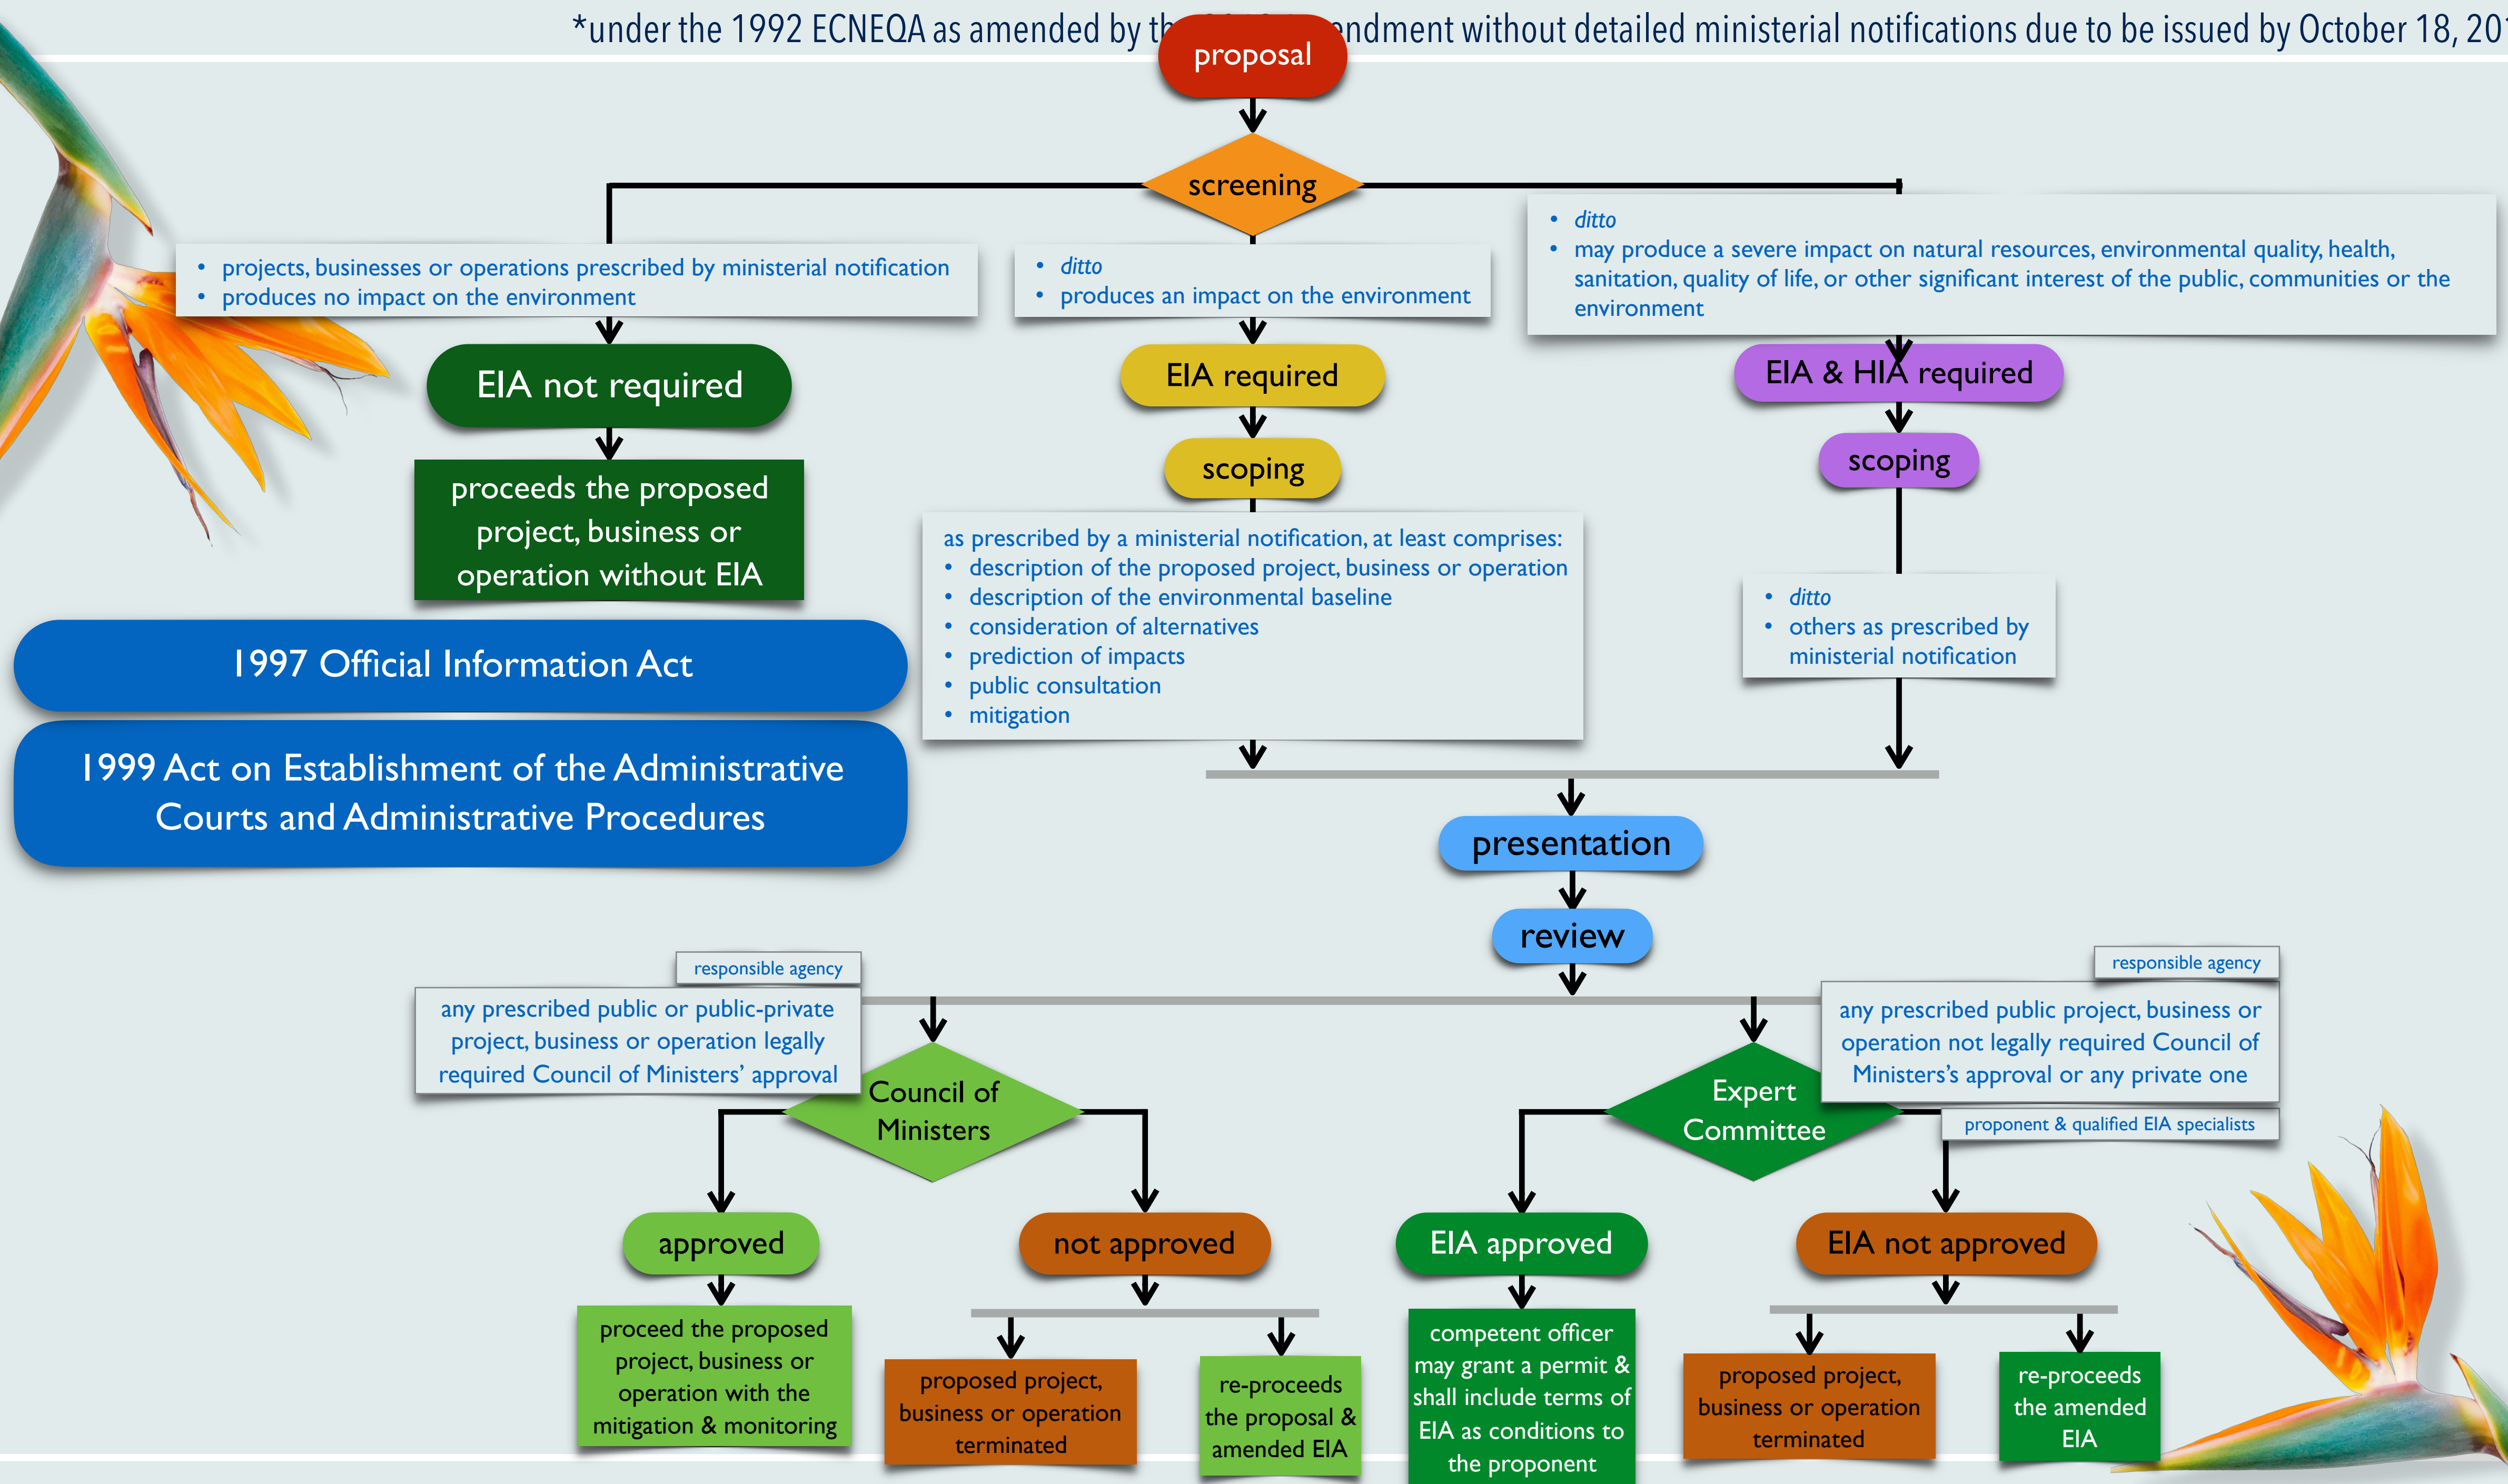 *under the 1992 ECNEQA as amended by endment without detailed ministerial notifications due to be issued by October 18,
proposal
screening
• projects, businesses or operations prescribed by ministerial notification
• produces no impact on the environment
• ditto
• produces an impact on the environment
• ditto
• may produce a severe impact on natural resources, environmental quality, health,
sanitation, quality of life, or other significant interest of the public, communities or the
environment
EIA not required
EIA required
EIA & HIA required
proceeds the proposed
project, business or
operation without EIA
scoping
scoping
as prescribed by a ministerial notification, at least comprises:
• description of the proposed project, business or operation
• description of the environmental baseline
• consideration of alternatives
• prediction of impacts
• public consultation
• mitigation
• ditto
• others as prescribed by
ministerial notification
1997 Official Information Act
1999 Act on Establishment of the Administrative
Courts and Administrative Procedures
presentation
review
responsible agency
any prescribed public or public-private
project, business or operation legally
required Council of Ministers' approval
Council of
Ministers
responsible agency
any prescribed public project, business or
operation not legally required Council of
Ministers's approval or any private one
proponent & qualified EIA specialists
Expert
Committee
approved
not approved
EIA approved
EIA not approved
proceed the proposed
project, business or
operation with the
mitigation & monitoring
proposed project,
business or operation
terminated
re-proceeds
the proposal &
amended EIA
competent officer
may grant a permit &
shall include terms of
EIA as conditions to
the proponent
proposed project,
business or operation
terminated
re-proceeds
the amended
EIA